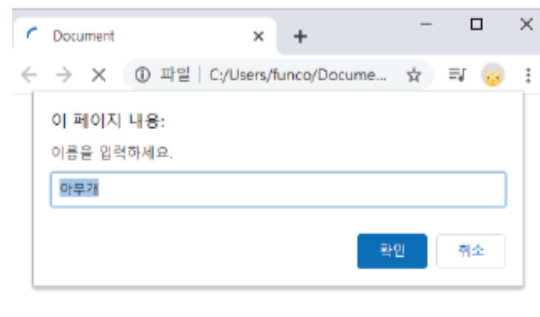 Document
파일 | C:/Users/funco/Docume...
이 페이지 내용:
이름을 입력하세요.
아무개
확인 취소